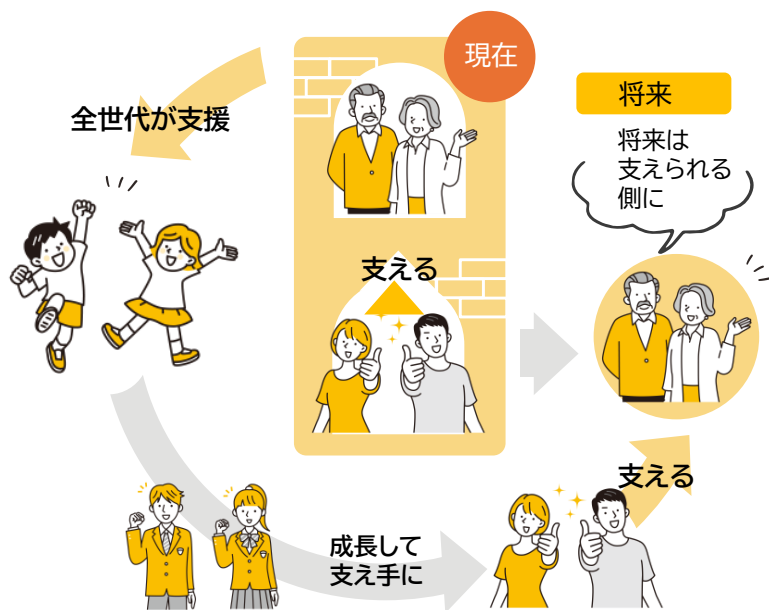 現在
全世代が支援
将来
将来は
支えられる
側に
支える
支える
成長して
支え手に